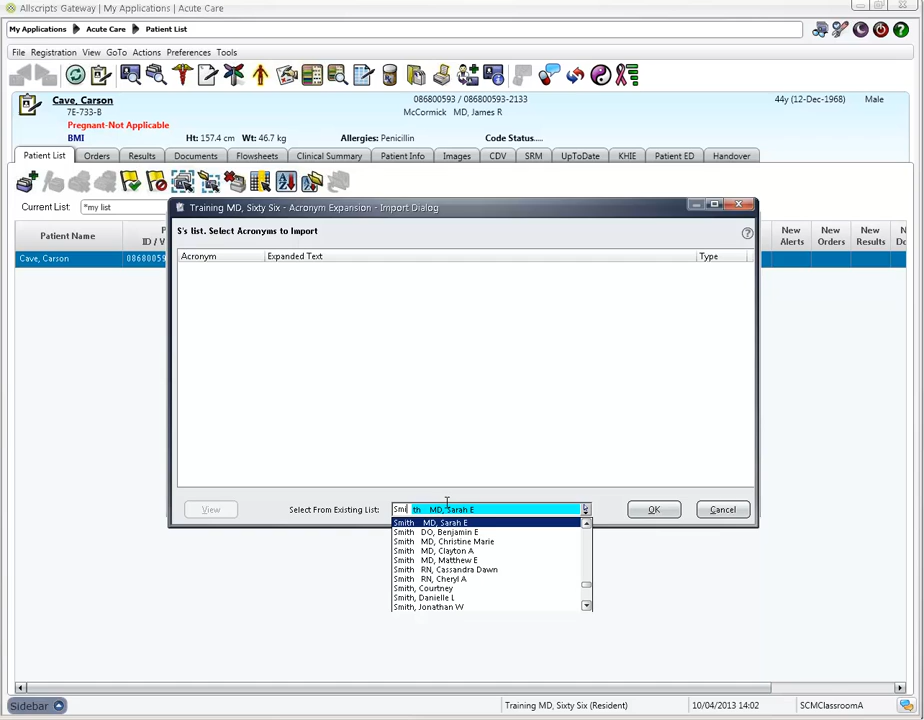 Allscripts Gateway | Acute Care | Patient List
My Applications Acute Care Patient List
File Registration View GoTo Actions Preferences Tools
Cave, Carson 086800593 / 086800593-2133 44y (12-Dec-1968) Male
7E-733-B McCormick MD, James R
Pregnant-Not Applicable
BMI Ht: 157.4 cm Wt: 46.7 kg Allergies: Penicillin Code Status....
Patient List Orders Results Documents Flowsheets Clinical Summary Patient Info Images CDV SRM UpToDate KHIE Patient ED Handover
Current List: *my list
Training MD, Sixty Six - Acronym Expansion - Import Dialog
S's list. Select Acronyms to Import
Patient Name ID / V New Alerts New Orders New Results
Acronym Expanded Text Type
Cave, Carson 08680059
View Select From Existing List: Smith MD, Sarah E OK Cancel
Smith MD, Sarah E
Smith DO, Benjamin E
Smith MD, Christine Marie
Smith MD, Clayton A
Smith MD, Matthew E
Smith RN, Cassandra Dawn
Smith RN, Cheryl A
Smith, Courtney
Smith, Danielle L
Smith, Jonathan W
Sidebar Training MD, Sixty Six (Resident) 10/04/2013 14:02 SCMClassroomA